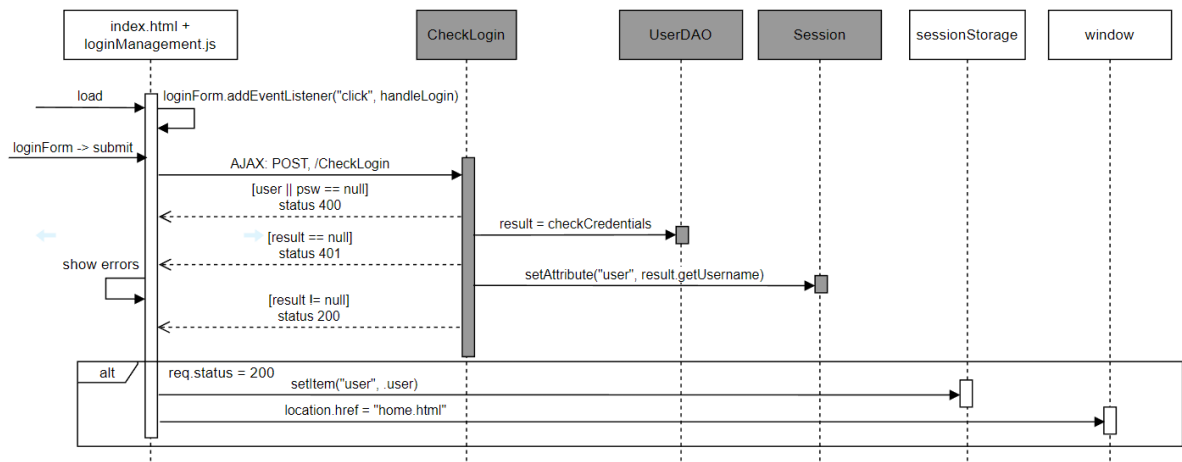 index.html +
loginManagement.js
CheckLogin
UserDAO
Session
sessionStorage
window
load
loginForm.addEventListener("click", handleLogin)
loginForm -> submit
AJAX: POST, /CheckLogin
[user || psw == null]
status 400
result = checkCredentials
[result == null]
status 401
show errors
setAttribute("user", result.getUsername)
[result != null]
status 200
alt
req.status = 200
setItem("user", .user)
location.href = "home.html"